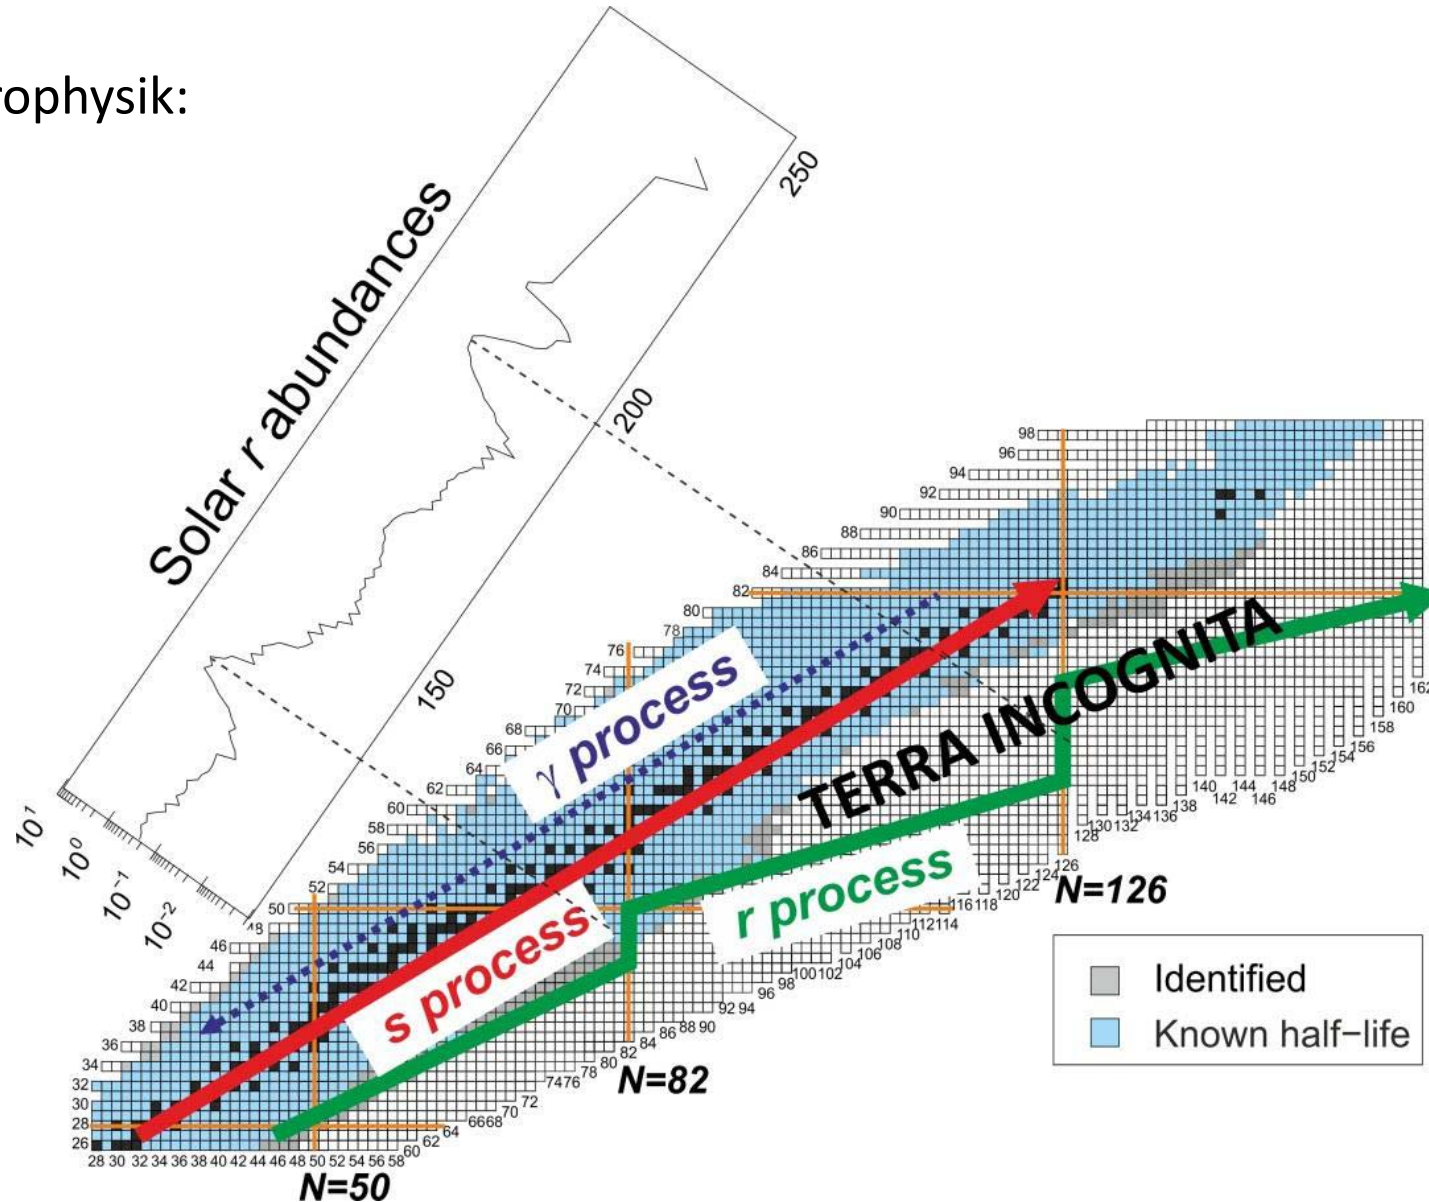 rophysik:
Solar r abundances
250
200
150
10¹
10⁰
10⁻¹
10⁻²
98
96
94
92
90
88
86
84
82
80
78
76
74
72
70
68
66
64
62
60
58
56
54
52
50
48
46
44
42
40
38
36
34
32
30
28
26
28 30 32 34 36 38 40 42 44 46 48 50 52 54 56 58
60 62 64
66 68 70 72
74 76 78 80 82 84 86 88 90
92 94 96 98 100 102 104 106 108 110 112 114
116 118 120 122 124 126
128 130 132 134 136 138
140 142 144 146 148 150 152 154 156 158 160 162
γ process
s process
r process
TERRA INCOGNITA
N=50
N=82
N=126
Identified
Known half–life